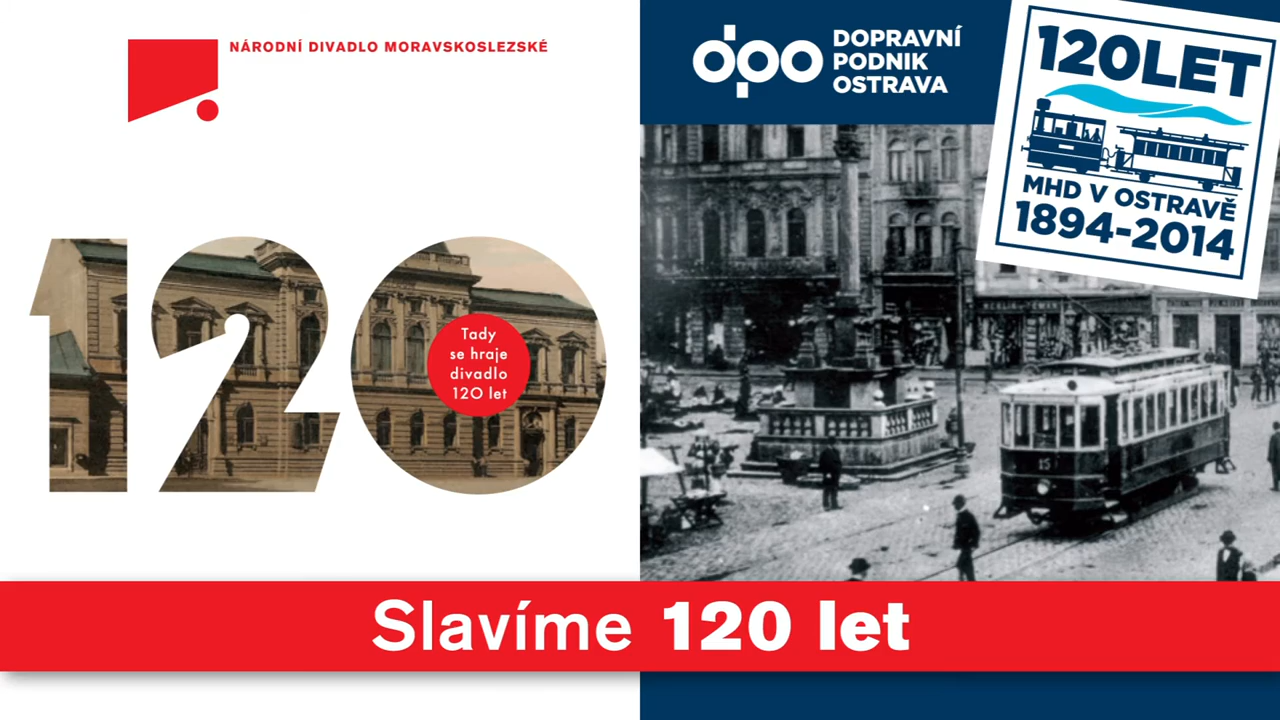 NÁRODNÍ DIVADLO MORAVSKOSLEZSKÉ
120
Tady
se hraje
divadlo
120 let
dpo
DOPRAVNÍ
PODNIK
OSTRAVA
120LET
MHD V OSTRAVĚ
1894-2014
15
Slavíme 120 let